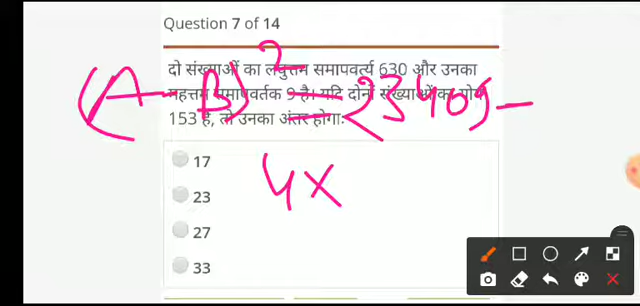 Question 7 of 14
दो संख्याओं का लघुत्तम समापवर्त्य 630 और उनका
महत्तम समापवर्तक 9 है। यदि दोनों संख्याओं का योग
153 है, तो उनका अंतर होगाः
(A-B)² = 23409-
4x
17
23
27
33